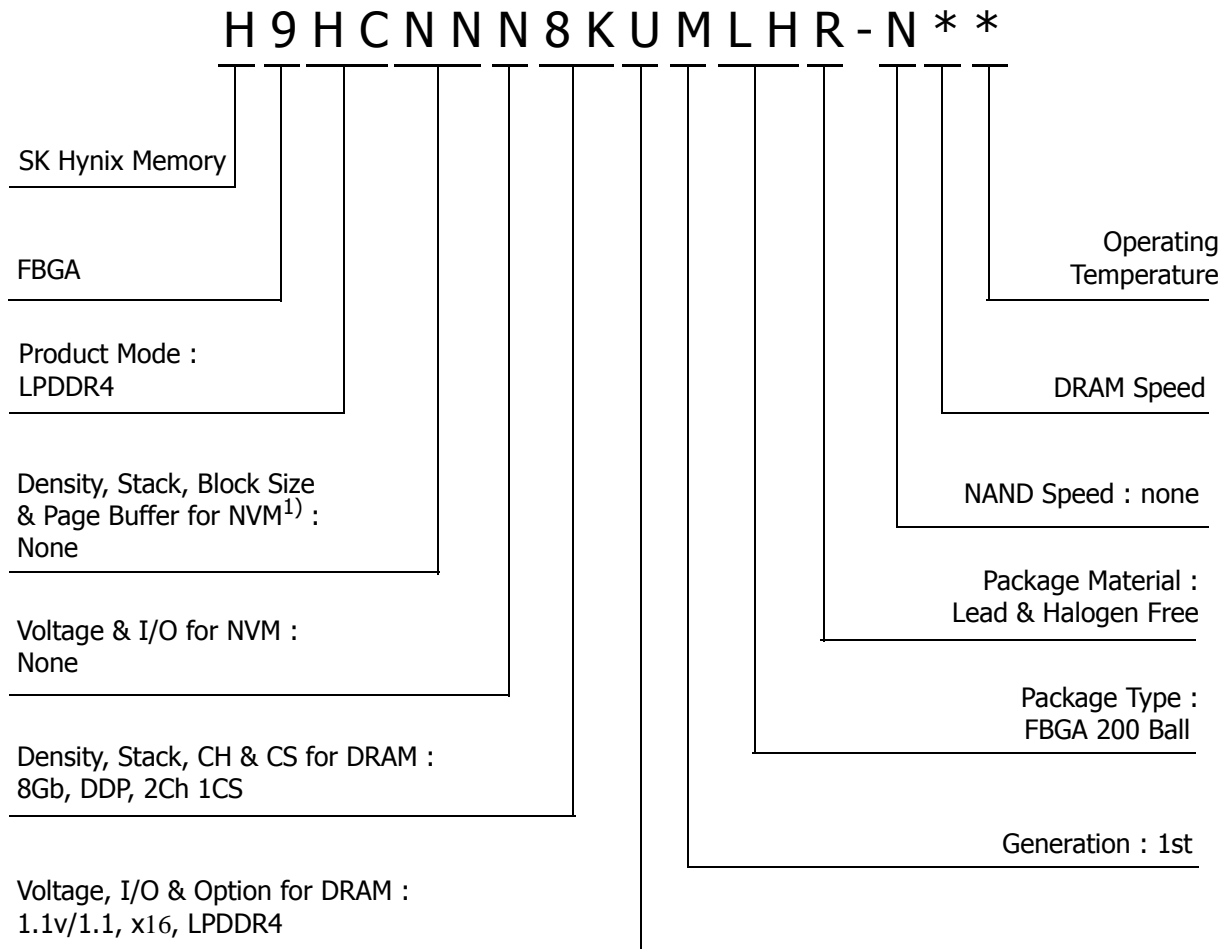 H9HCNNN8KUMLHR-N**
SK Hynix Memory
FBGA
Product Mode :
LPDDR4
Density, Stack, Block Size
& Page Buffer for NVM1) :
None
Voltage & I/O for NVM :
None
Density, Stack, CH & CS for DRAM :
8Gb, DDP, 2Ch 1CS
Voltage, I/O & Option for DRAM :
1.1v/1.1, x16, LPDDR4
Operating
Temperature
DRAM Speed
NAND Speed : none
Package Material :
Lead & Halogen Free
Package Type :
FBGA 200 Ball
Generation : 1st